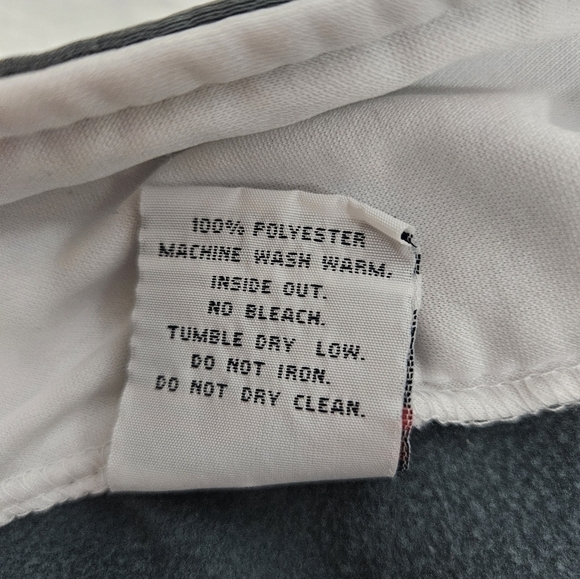 100% POLYESTER
MACHINE WASH WARM,
INSIDE OUT.
NO BLEACH.
TUMBLE DRY LOW.
DO NOT IRON.
DO NOT DRY CLEAN.